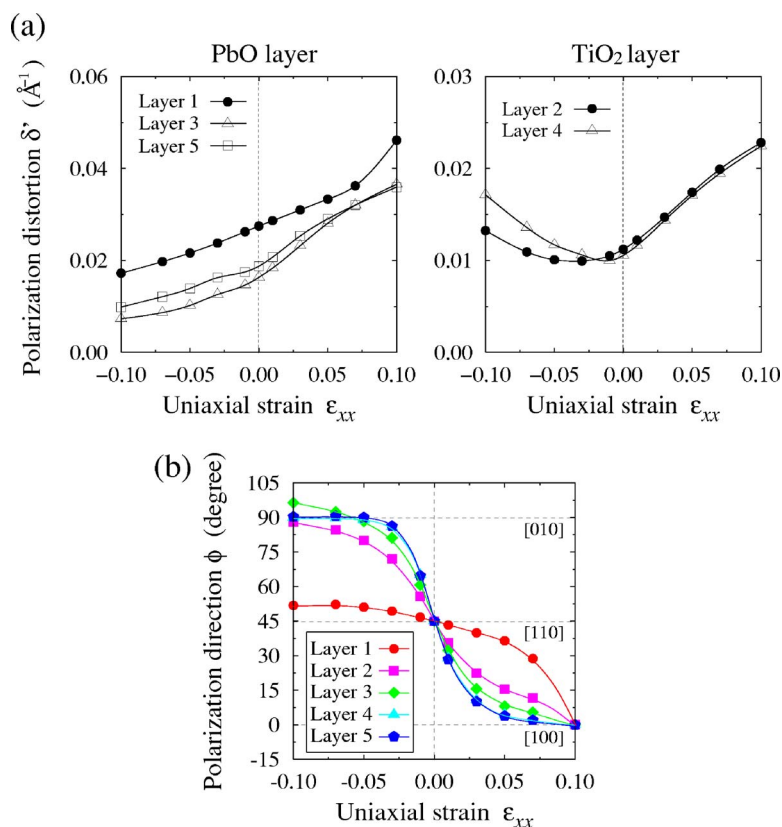 (a)
PbO layer
TiO₂ layer
Polarization distortion δ' (Å⁻¹)
0.06
0.04
0.02
0.00
Layer 1
Layer 3
Layer 5
−0.10 −0.05 0.00 0.05 0.10
Uniaxial strain εxx
0.03
0.02
0.01
0.00
Layer 2
Layer 4
−0.10 −0.05 0.00 0.05 0.10
Uniaxial strain εxx
(b)
Polarization direction ϕ (degree)
105
90
75
60
45
30
15
0
-15
[010]
[110]
[100]
Layer 1
Layer 2
Layer 3
Layer 4
Layer 5
-0.10 -0.05 0.00 0.05 0.10
Uniaxial strain εxx